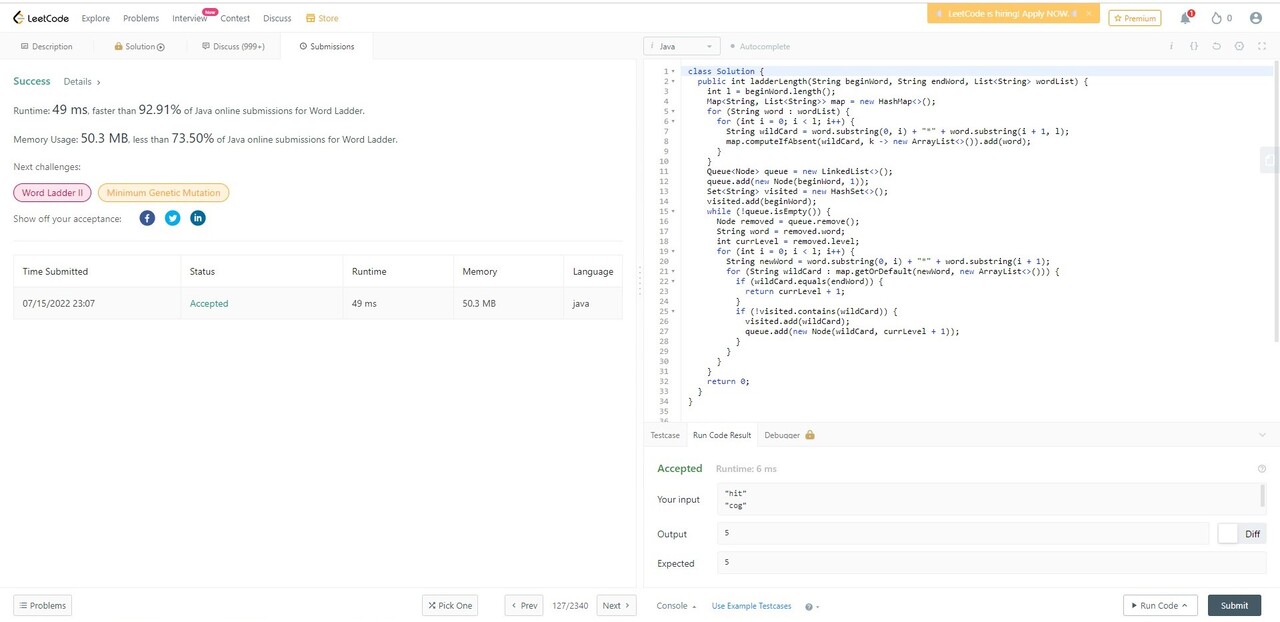 LeetCode Explore Problems Interview New Contest Discuss Store LeetCode is hiring! Apply NOW. × Premium 1 0
Description Solution Discuss (999+) Submissions i Java Autocomplete
Success Details >
Runtime: 49 ms, faster than 92.91% of Java online submissions for Word Ladder.
Memory Usage: 50.3 MB, less than 73.50% of Java online submissions for Word Ladder.
Next challenges:
Word Ladder II Minimum Genetic Mutation
Show off your acceptance:
Time Submitted Status Runtime Memory Language
07/15/2022 23:07 Accepted 49 ms 50.3 MB java
Problems Pick One < Prev 127/2340 Next >
1 class Solution {
2 public int ladderLength(String beginWord, String endWord, List<String> wordList) {
3 int l = beginWord.length();
4 Map<String, List<String>> map = new HashMap<>();
5 for (String word : wordList) {
6 for (int i = 0; i < l; i++) {
7 String wildCard = word.substring(0, i) + "*" + word.substring(i + 1, l);
8 map.computeIfAbsent(wildCard, k -> new ArrayList<>()).add(word);
9 }
10 }
11 Queue<Node> queue = new LinkedList<>();
12 queue.add(new Node(beginWord, 1));
13 Set<String> visited = new HashSet<>();
14 visited.add(beginWord);
15 while (!queue.isEmpty()) {
16 Node removed = queue.remove();
17 String word = removed.word;
18 int currLevel = removed.level;
19 for (int i = 0; i < l; i++) {
20 String newWord = word.substring(0, i) + "*" + word.substring(i + 1);
21 for (String wildCard : map.getOrDefault(newWord, new ArrayList<>())) {
22 if (wildCard.equals(endWord)) {
23 return currLevel + 1;
24 }
25 if (!visited.contains(wildCard)) {
26 visited.add(wildCard);
27 queue.add(new Node(wildCard, currLevel + 1));
28 }
29 }
30 }
31 }
32 return 0;
33 }
34 }
35
36
Testcase Run Code Result Debugger
Accepted Runtime: 6 ms
Your input "hit"
"cog"
Output 5 Diff
Expected 5
Console Use Example Testcases Run Code Submit